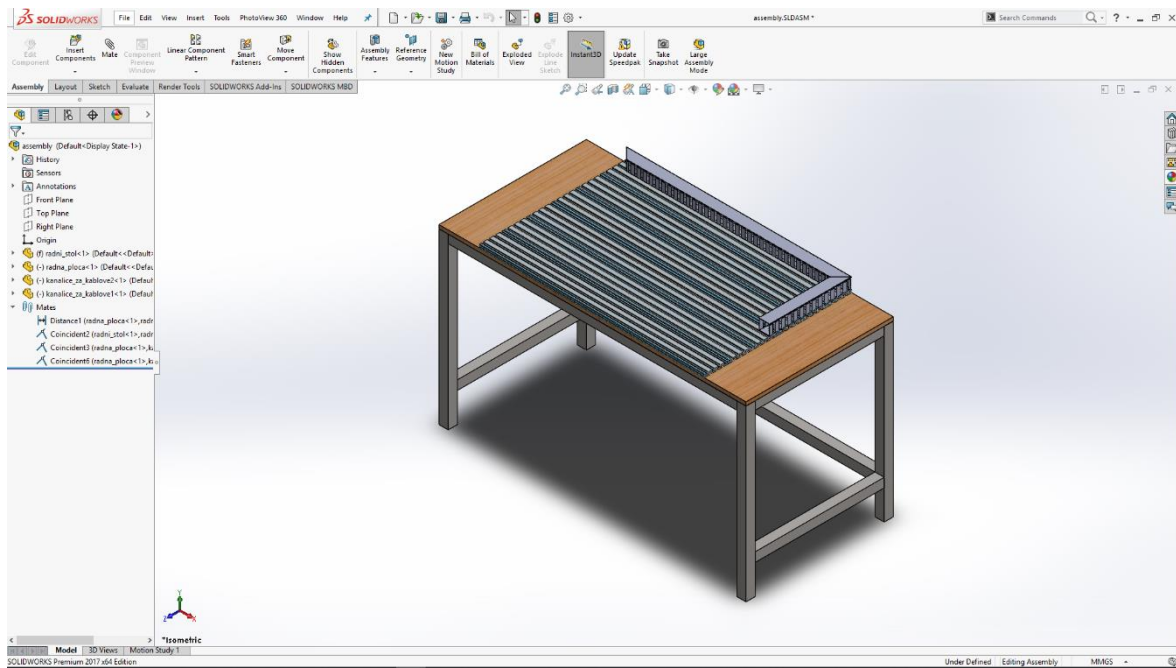 SOLIDWORKS File Edit View Insert Tools PhotoView 360 Window Help assembly.SLDASM * Search Commands
Edit Component
Insert Components
Mate
Component Preview Window
Linear Component Pattern
Smart Fasteners
Move Component
Show Hidden Components
Assembly Features
Reference Geometry
New Motion Study
Bill of Materials
Exploded View
Explode Line Sketch
Instant3D
Update Speedpak
Take Snapshot
Large Assembly Mode
Assembly Layout Sketch Evaluate Render Tools SOLIDWORKS Add-Ins SOLIDWORKS MBD
assembly (Default<Display State-1>)
History
Sensors
Annotations
Front Plane
Top Plane
Right Plane
Origin
(f) radni_stol<1> (Default<<Default>
(-) radna_ploca<1> (Default<<Defau
(-) kanalice_za_kablove2<1> (Defaul
(-) kanalice_za_kablove1<1> (Defaul
Mates
Distance1 (radna_ploca<1>,radr
Coincident2 (radni_stol<1>,radr
Coincident3 (radna_ploca<1>,k
Coincident6 (radna_ploca<1>,k
Y
Z
X
*Isometric
Model 3D Views Motion Study 1
SOLIDWORKS Premium 2017 x64 Edition Under Defined Editing Assembly MMGS